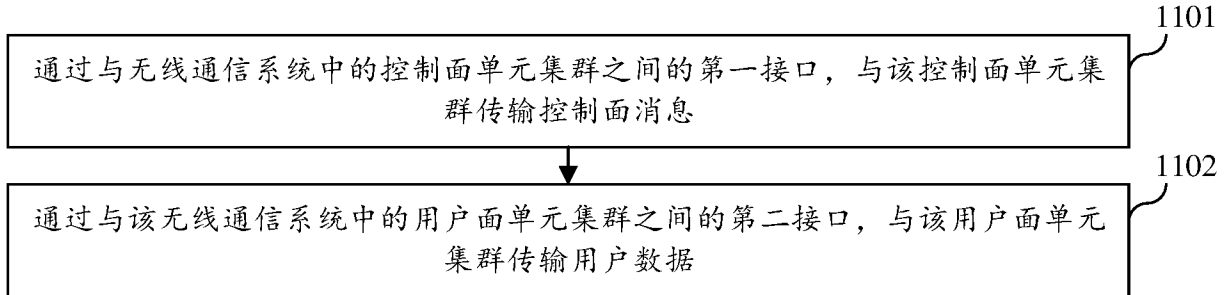 1101
通过与无线通信系统中的控制面单元集群之间的第一接口，与该控制面单元集
群传输控制面消息
1102
通过与该无线通信系统中的用户面单元集群之间的第二接口，与该用户面单元
集群传输用户数据